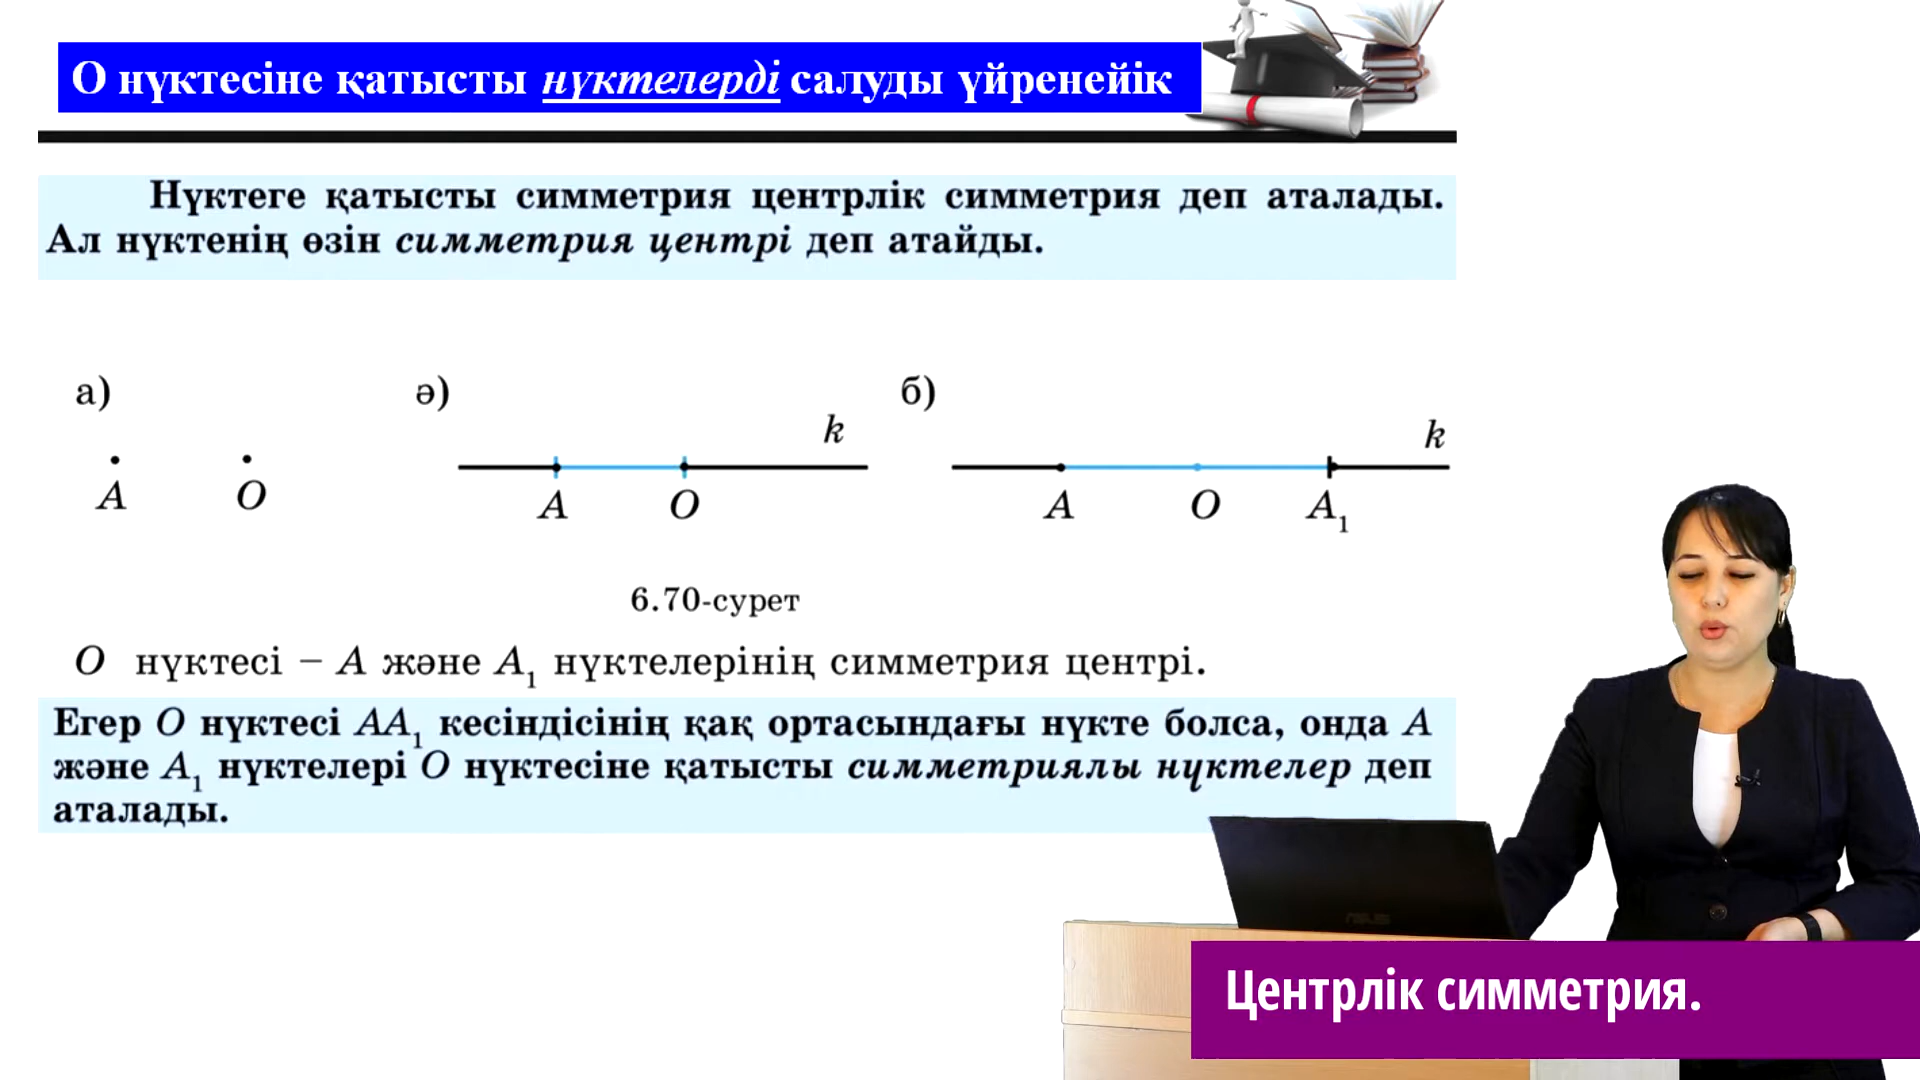 О нүктесіне қатысты нүктелерді салуды үйренейік
Нүктеге қатысты симметрия центрлік симметрия деп аталады.
Ал нүктенің өзін симметрия центрі деп атайды.
а)
A
O
ә)
k
A
O
б)
k
A
O
A₁
6.70-сурет
O нүктесі – A және A₁ нүктелерінің симметрия центрі.
Егер O нүктесі AA₁ кесіндісінің қақ ортасындағы нүкте болса, онда A
және A₁ нүктелері O нүктесіне қатысты симметриялы нүктелер деп
аталады.
ASUS
Центрлік симметрия.